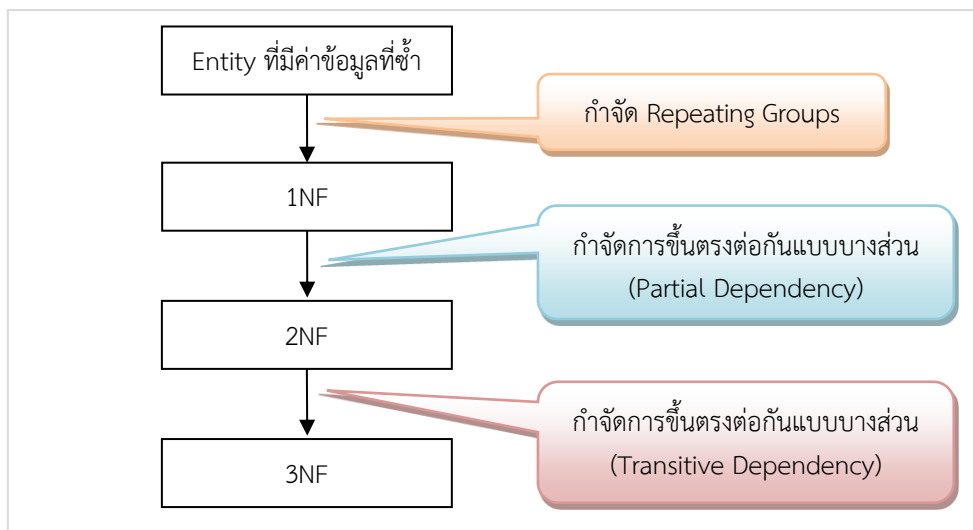 Entity ที่มีค่าข้อมูลที่ซ้ำ
กำจัด Repeating Groups
1NF
กำจัดการขึ้นตรงต่อกันแบบบางส่วน
(Partial Dependency)
2NF
กำจัดการขึ้นตรงต่อกันแบบบางส่วน
(Transitive Dependency)
3NF